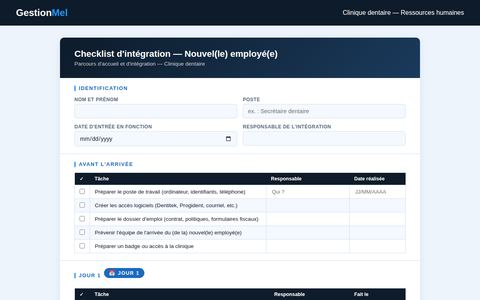 GestionMel
Clinique dentaire — Ressources humaines
Checklist d'intégration — Nouvel(le) employé(e)
Parcours d'accueil et d'intégration — Clinique dentaire
IDENTIFICATION
NOM ET PRÉNOM
POSTE
ex. : Secrétaire dentaire
DATE D'ENTRÉE EN FONCTION
RESPONSABLE DE L'INTÉGRATION
mm/dd/yyyy
AVANT L'ARRIVÉE
✓ Tâche Responsable Date réalisée
Préparer le poste de travail (ordinateur, identifiants, téléphone) Qui ? JJ/MM/AAAA
Créer les accès logiciels (Dentitek, Progident, courriel, etc.)
Préparer le dossier d'emploi (contrat, politiques, formulaires fiscaux)
Prévenir l'équipe de l'arrivée du (de la) nouvel(le) employé(e)
Préparer un badge ou accès à la clinique
JOUR 1 📅 JOUR 1
✓ Tâche Responsable Fait le